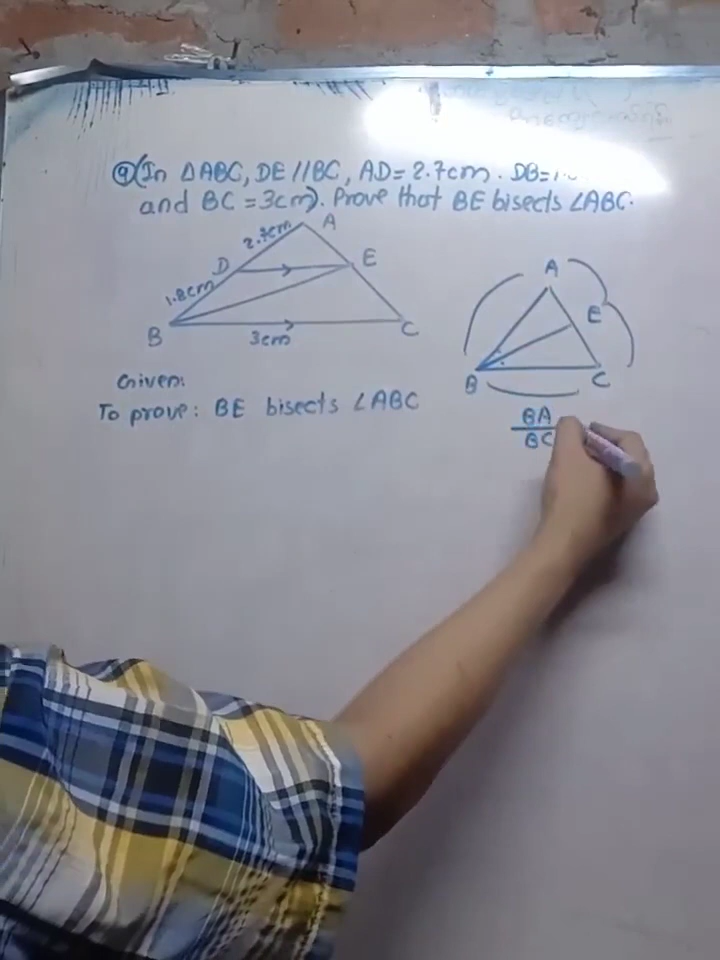 9(In ΔABC, DE//BC, AD= 2.7cm. DB=1.
and BC =3cm). Prove that BE bisects ∠ABC.
2.7cm
A
D
E
1.8cm
B
3cm
C
A
E
B
C
Given:
To prove: BE bisects ∠ABC
BA
BC